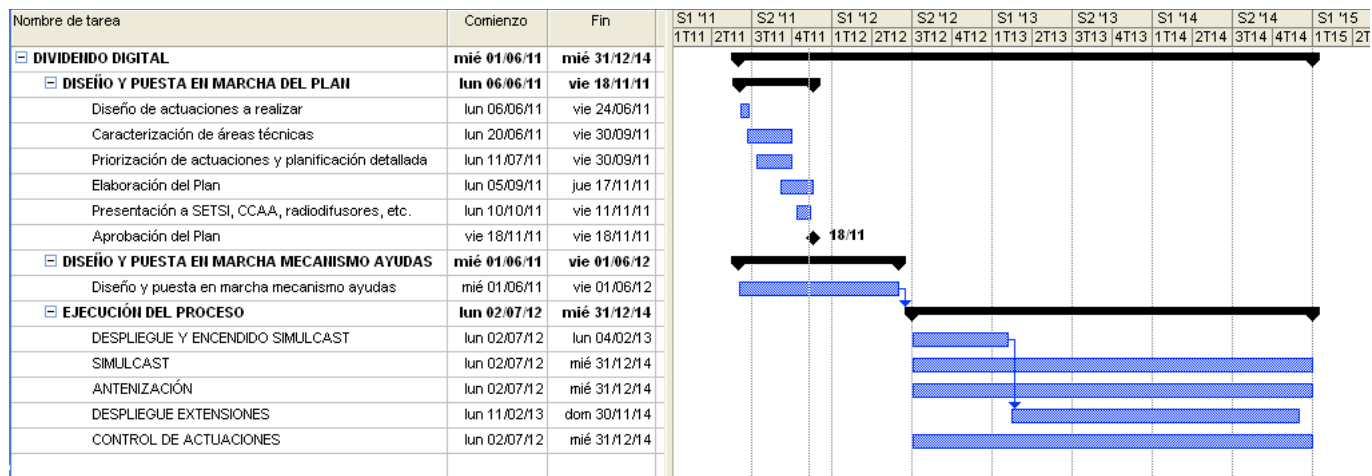 Nombre de tarea Comienzo Fin S1 '11 S2 '11 S1 '12 S2 '12 S1 '13 S2 '13 S1 '14 S2 '14 S1 '15
1T11 2T11 3T11 4T11 1T12 2T12 3T12 4T12 1T13 2T13 3T13 4T13 1T14 2T14 3T14 4T14 1T15 2T
DIVIDENDO DIGITAL mié 01/06/11 mié 31/12/14
DISEÑO Y PUESTA EN MARCHA DEL PLAN lun 06/06/11 vie 18/11/11
Diseño de actuaciones a realizar lun 06/06/11 vie 24/06/11
Caracterización de áreas técnicas lun 20/06/11 vie 30/09/11
Priorización de actuaciones y planificación detallada lun 11/07/11 vie 30/09/11
Elaboración del Plan lun 05/09/11 jue 17/11/11
Presentación a SETSI, CCAA, radiodifusores, etc. lun 10/10/11 vie 11/11/11
Aprobación del Plan vie 18/11/11 vie 18/11/11 18/11
DISEÑO Y PUESTA EN MARCHA MECANISMO AYUDAS mié 01/06/11 vie 01/06/12
Diseño y puesta en marcha mecanismo ayudas mié 01/06/11 vie 01/06/12
EJECUCIÓN DEL PROCESO lun 02/07/12 mié 31/12/14
DESPLIEGUE Y ENCENDIDO SIMULCAST lun 02/07/12 lun 04/02/13
SIMULCAST lun 02/07/12 mié 31/12/14
ANTENIZACIÓN lun 02/07/12 mié 31/12/14
DESPLIEGUE EXTENSIONES lun 11/02/13 dom 30/11/14
CONTROL DE ACTUACIONES lun 02/07/12 mié 31/12/14